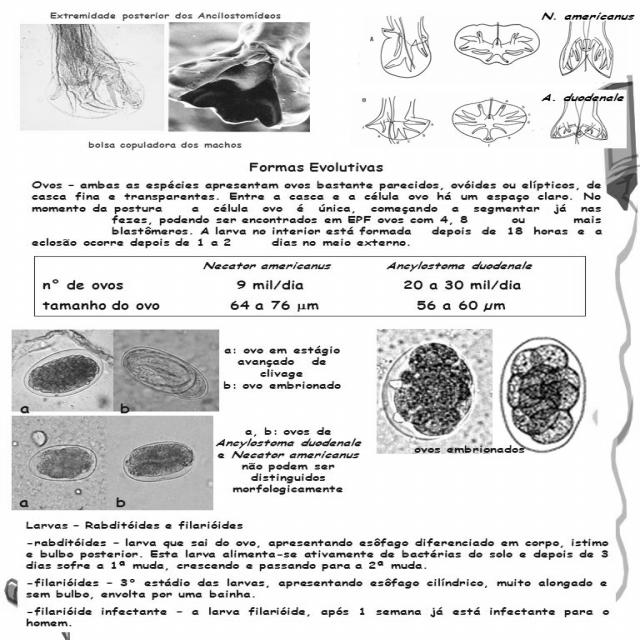 Extremidade posterior dos Ancilostomídeos
N. americanus
A
A. duodenale
B
bolsa copuladora dos machos
Formas Evolutivas
Ovos – ambas as espécies apresentam ovos bastante parecidos, ovóides ou elípticos, de
casca fina e transparentes. Entre a casca e a célula ovo há um espaço claro. No
momento da postura a célula ovo é única, começando a segmentar já nas
fezes, podendo ser encontrados em EPF ovos com 4, 8 ou mais
blastômeros. A larva no interior está formada depois de 18 horas e a
eclosão ocorre depois de 1 a 2 dias no meio externo.
Necator americanus Ancylostoma duodenale
nº de ovos 9 mil/dia 20 a 30 mil/dia
tamanho do ovo 64 a 76 µm 56 a 60 µm
a: ovo em estágio
avançado de
clivage
b: ovo embrionado
a b
a, b: ovos de
Ancylostoma duodenale
e Necator americanus
não podem ser
distinguidos
morfologicamente
a b
ovos embrionados
Larvas – Rabditóides e filarióides
-rabditóides – larva que sai do ovo, apresentando esôfago diferenciado em corpo, istimo
e bulbo posterior. Esta larva alimenta-se ativamente de bactérias do solo e depois de 3
dias sofre a 1ª muda, crescendo e passando para a 2ª muda.
-filarióides – 3º estádio das larvas, apresentando esôfago cilíndrico, muito alongado e
sem bulbo, envolta por uma bainha.
-filarióide infectante – a larva filarióide, após 1 semana já está infectante para o
homem.